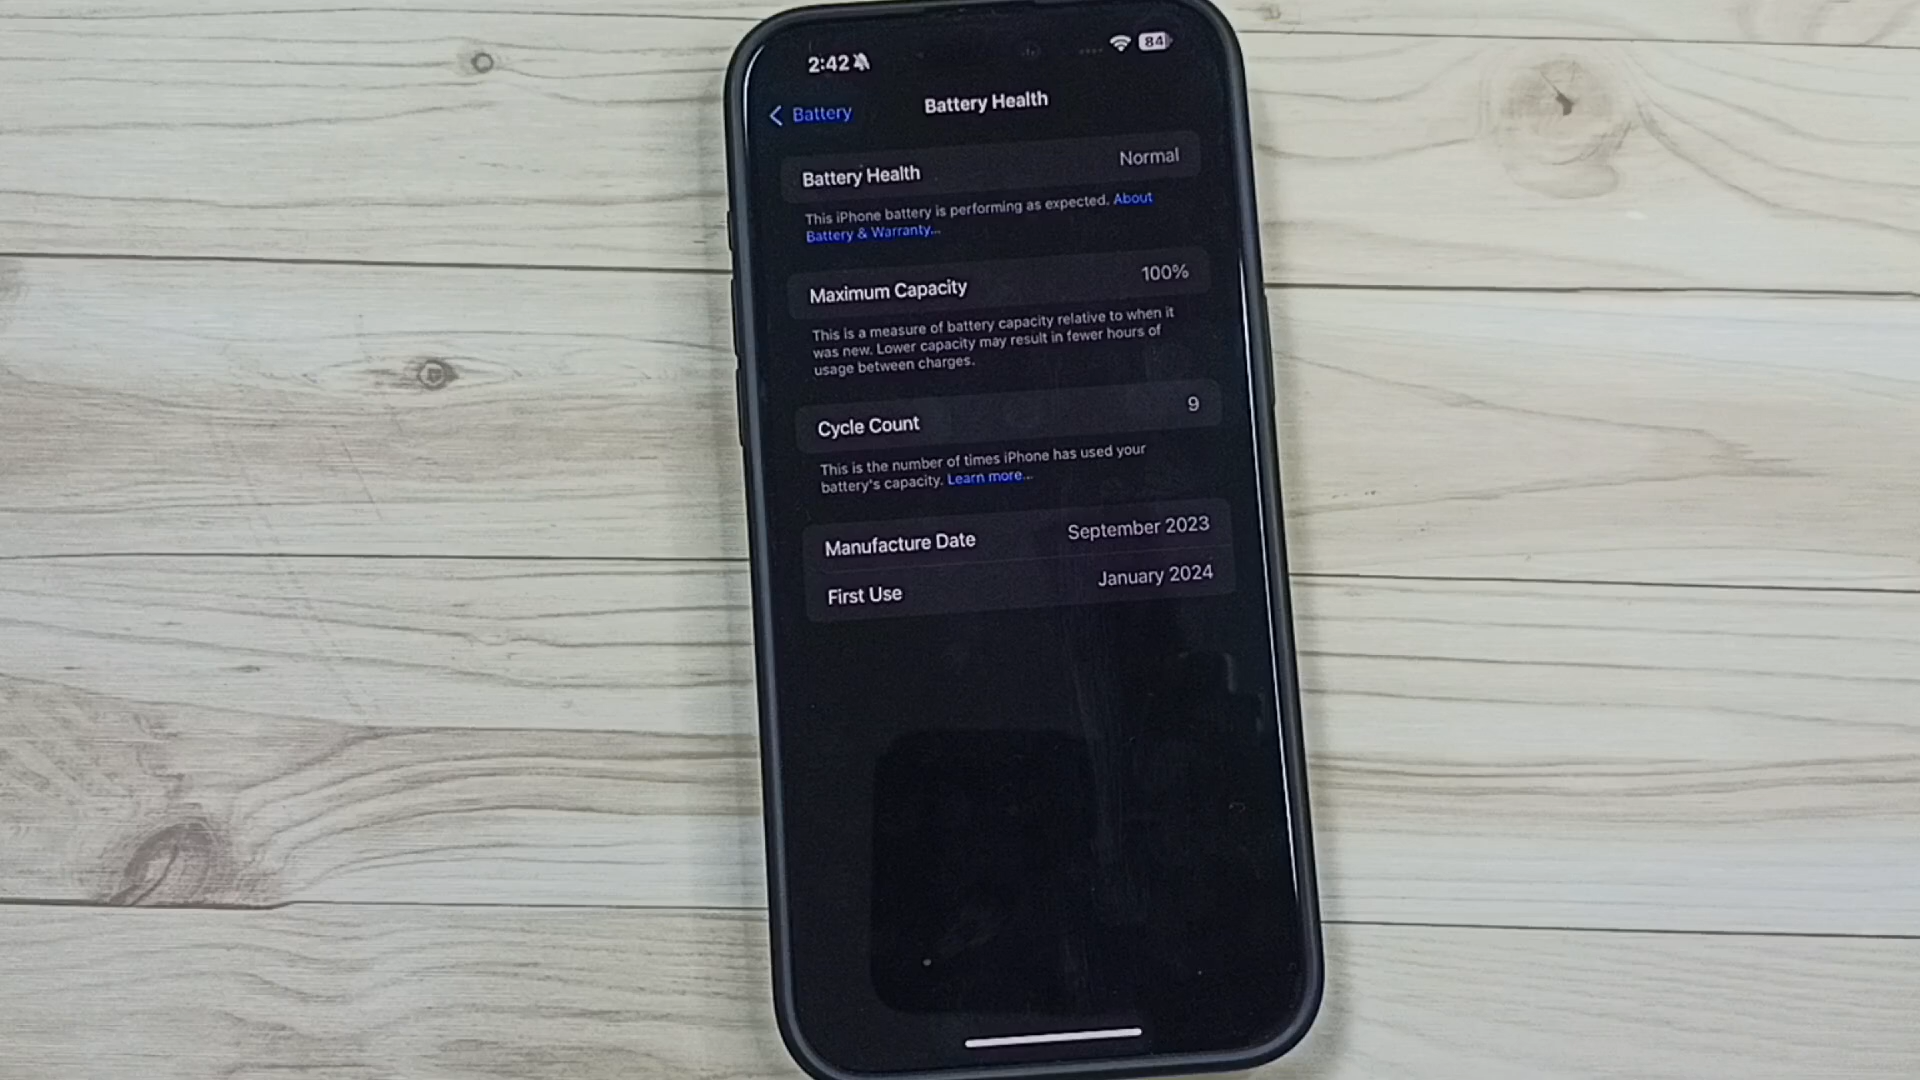 2:42 84
Battery Battery Health
Battery Health Normal
This iPhone battery is performing as expected. About
Battery & Warranty...
Maximum Capacity 100%
This is a measure of battery capacity relative to when it
was new. Lower capacity may result in fewer hours of
usage between charges.
Cycle Count 9
This is the number of times iPhone has used your
battery's capacity. Learn more...
Manufacture Date September 2023
First Use January 2024